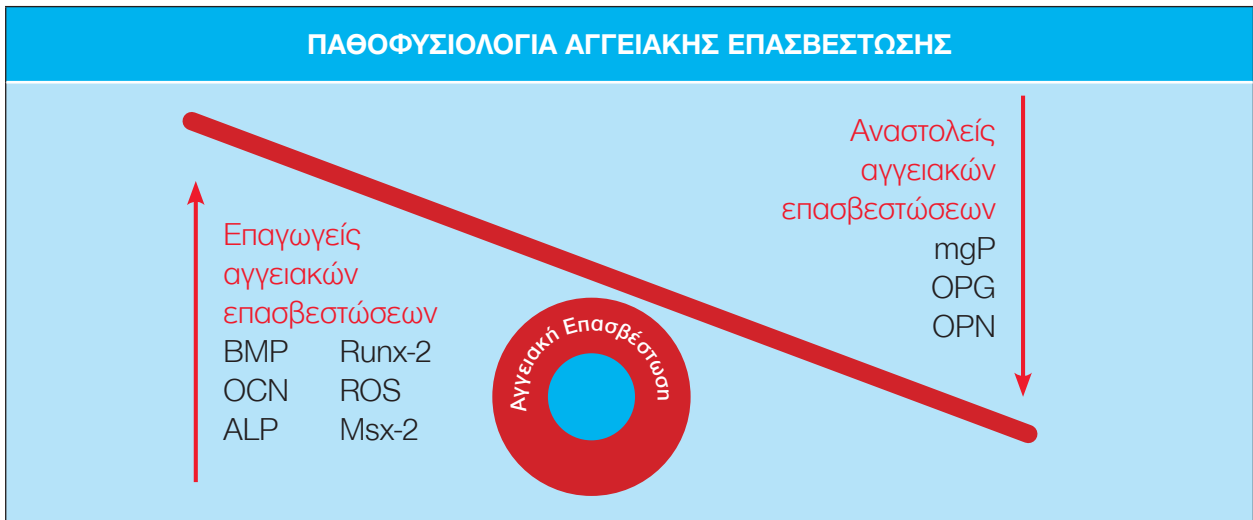 ΠΑΘΟΦΥΣΙΟΛΟΓΙΑ ΑΓΓΕΙΑΚΗΣ ΕΠΑΣΒΕΣΤΩΣΗΣ
Επαγωγείς
αγγειακών
επασβεστώσεων
BMP Runx-2
OCN ROS
ALP Msx-2
Αγγειακή Επασβέστωση
Αναστολείς
αγγειακών
επασβεστώσεων
mgP
OPG
OPN